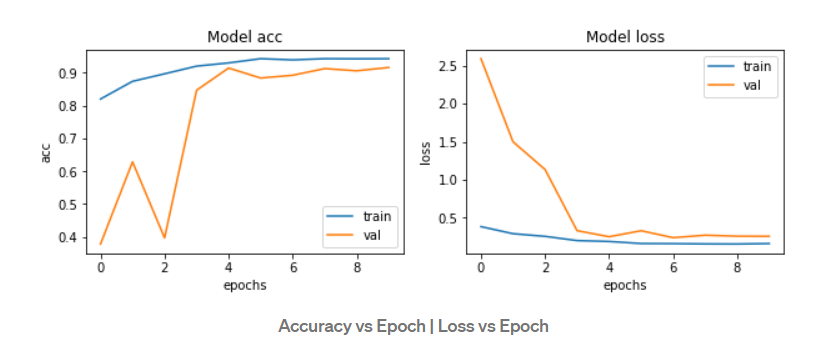 Model acc
0.9
0.8
0.7
0.6
0.5
0.4
acc
0 2 4 6 8
epochs
train
val
Model loss
2.5
2.0
1.5
1.0
0.5
loss
0 2 4 6 8
epochs
train
val
Accuracy vs Epoch | Loss vs Epoch